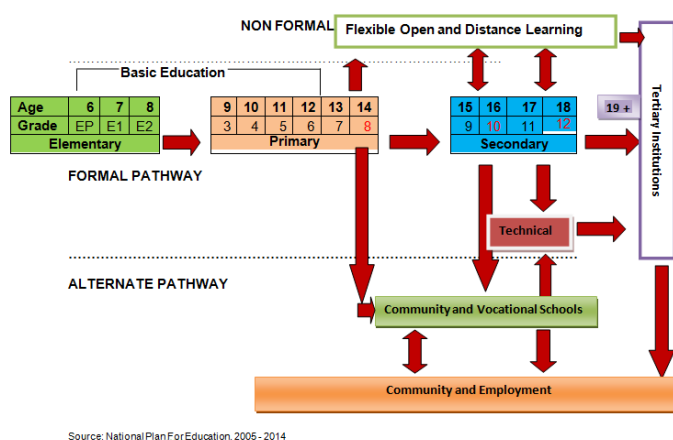 NON FORMAL
Flexible Open and Distance Learning
Basic Education
Age 6 7 8
Grade EP E1 E2
Elementary
9 10 11 12 13 14
3 4 5 6 7 8
Primary
15 16 17 18
9 10 11 12
Secondary
19 +
Tertiary Institutions
FORMAL PATHWAY
Technical
ALTERNATE PATHWAY
Community and Vocational Schools
Community and Employment
Source: National Plan For Education. 2005 - 2014